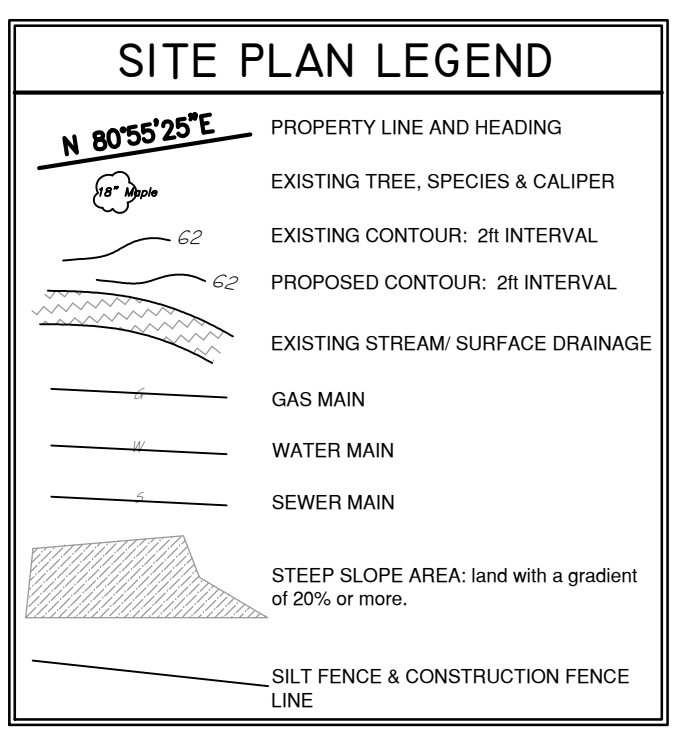 SITE PLAN LEGEND
N 80°55'25"E
PROPERTY LINE AND HEADING
18" Maple
EXISTING TREE, SPECIES & CALIPER
62
EXISTING CONTOUR: 2ft INTERVAL
62
PROPOSED CONTOUR: 2ft INTERVAL
EXISTING STREAM/ SURFACE DRAINAGE
G
GAS MAIN
W
WATER MAIN
S
SEWER MAIN
STEEP SLOPE AREA: land with a gradient
of 20% or more.
SILT FENCE & CONSTRUCTION FENCE
LINE